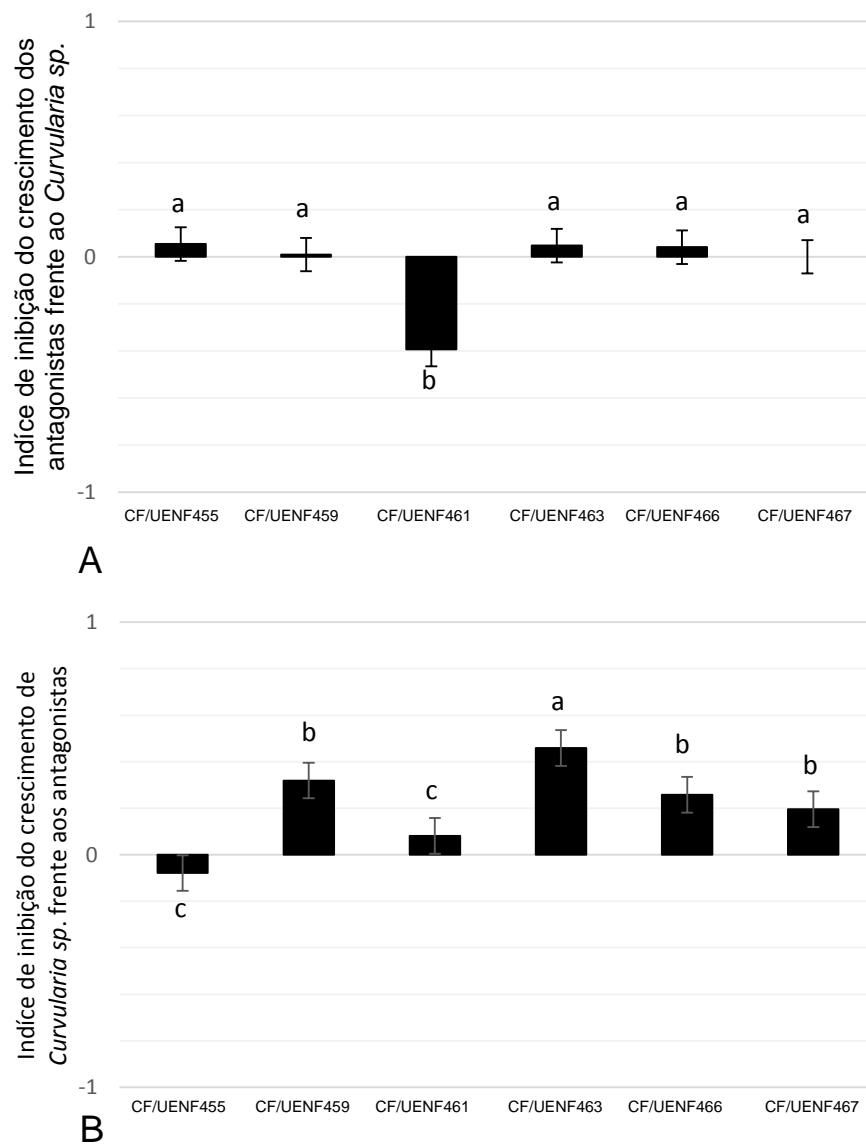 Indíce de inibição do crescimento dos
antagonistas frente ao Curvularia sp.
1
0
-1
a
a
b
a
a
a
CF/UENF455
CF/UENF459
CF/UENF461
CF/UENF463
CF/UENF466
CF/UENF467
A
Indíce de inibição do crescimento de
Curvularia sp. frente aos antagonistas
1
0
-1
c
b
c
a
b
b
CF/UENF455
CF/UENF459
CF/UENF461
CF/UENF463
CF/UENF466
CF/UENF467
B